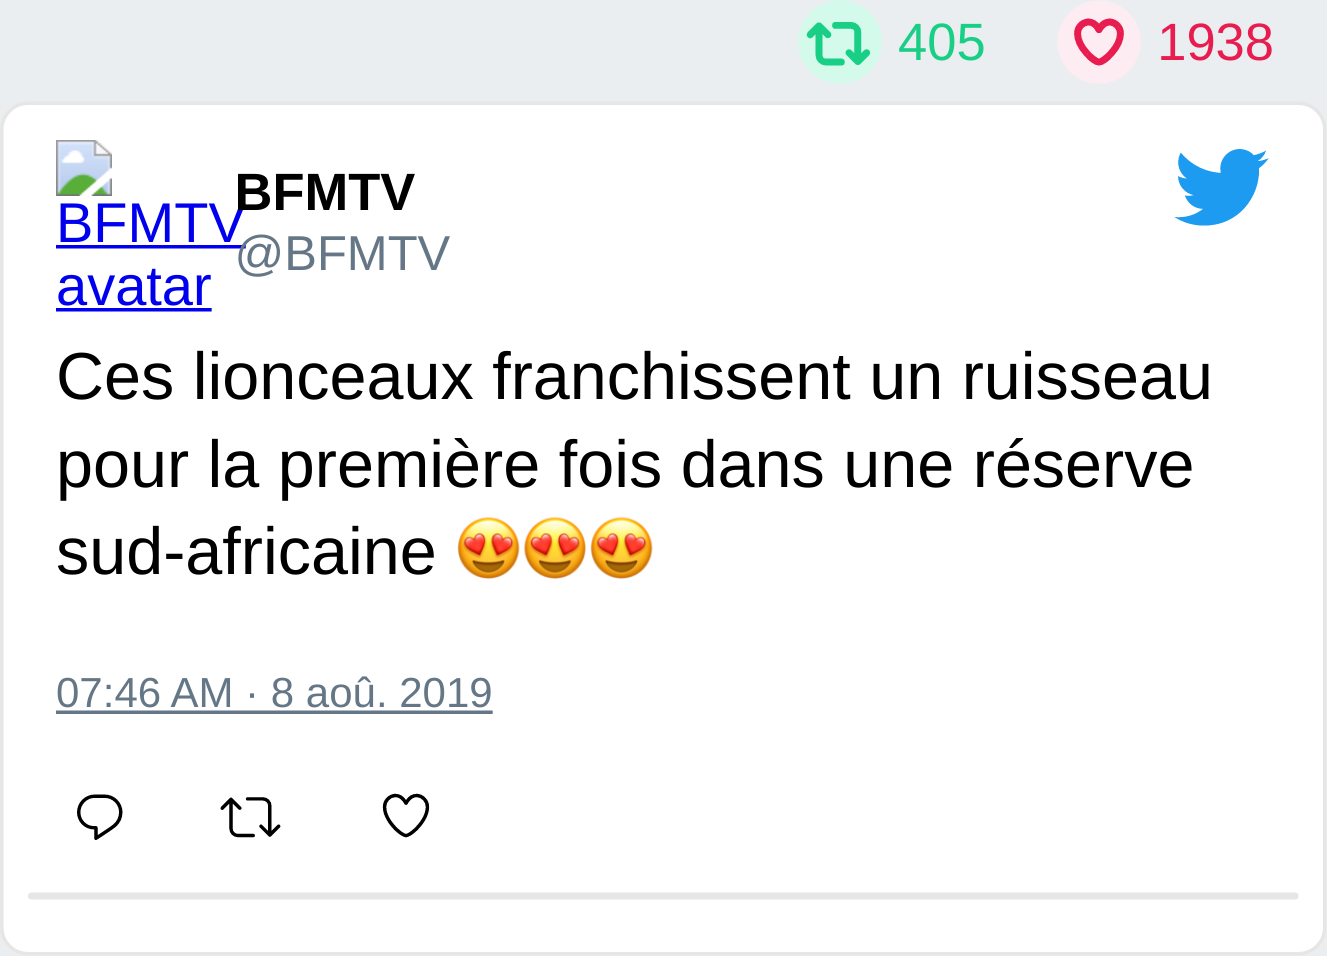 405 1938
BFMTV avatar
BFMTV
@BFMTV
Ces lionceaux franchissent un ruisseau
pour la première fois dans une réserve
sud-africaine 😍😍😍
07:46 AM · 8 aoû. 2019